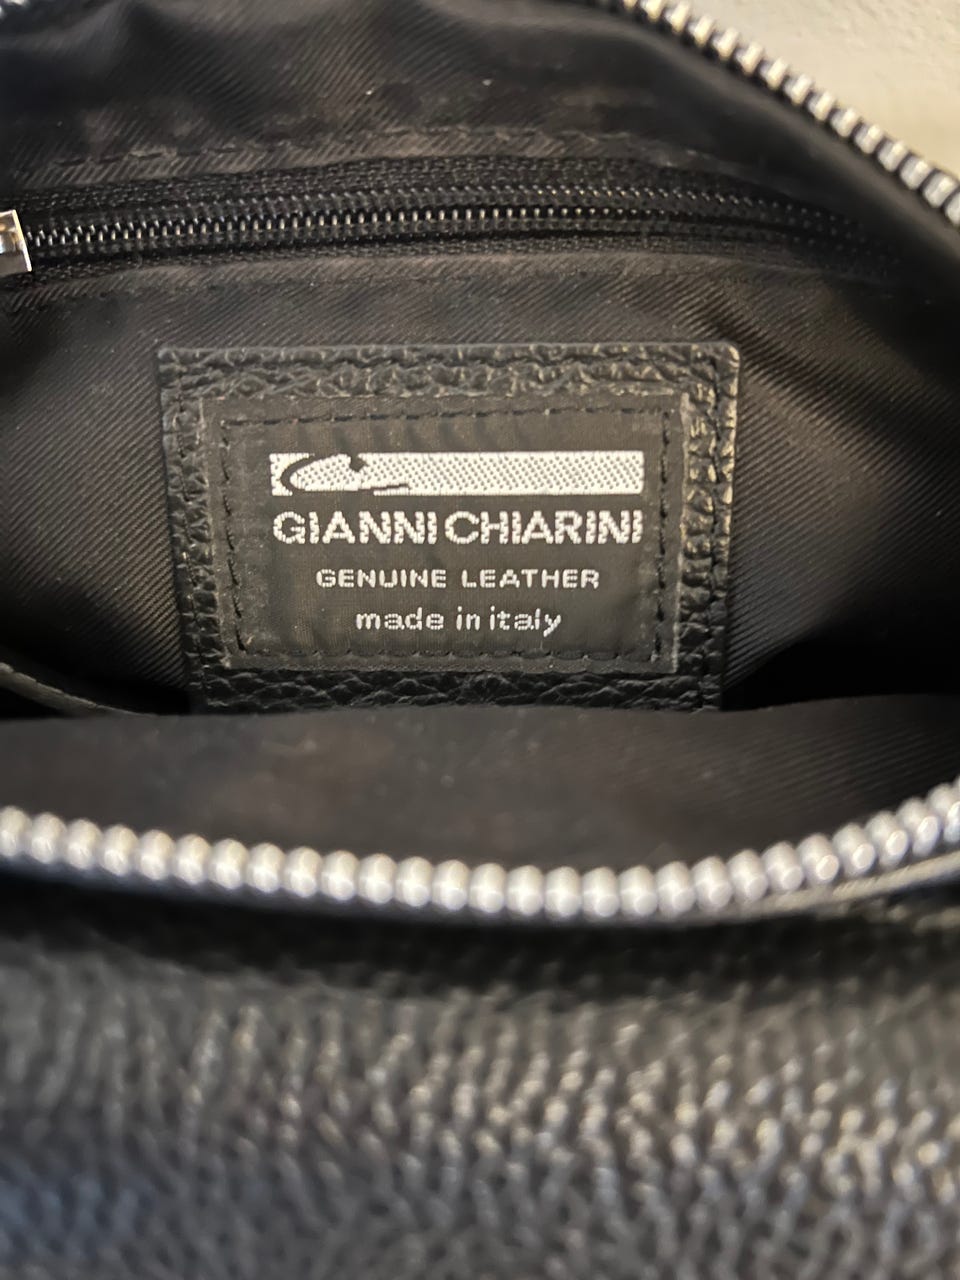 GIANNI CHIARINI
GENUINE LEATHER
made in italy